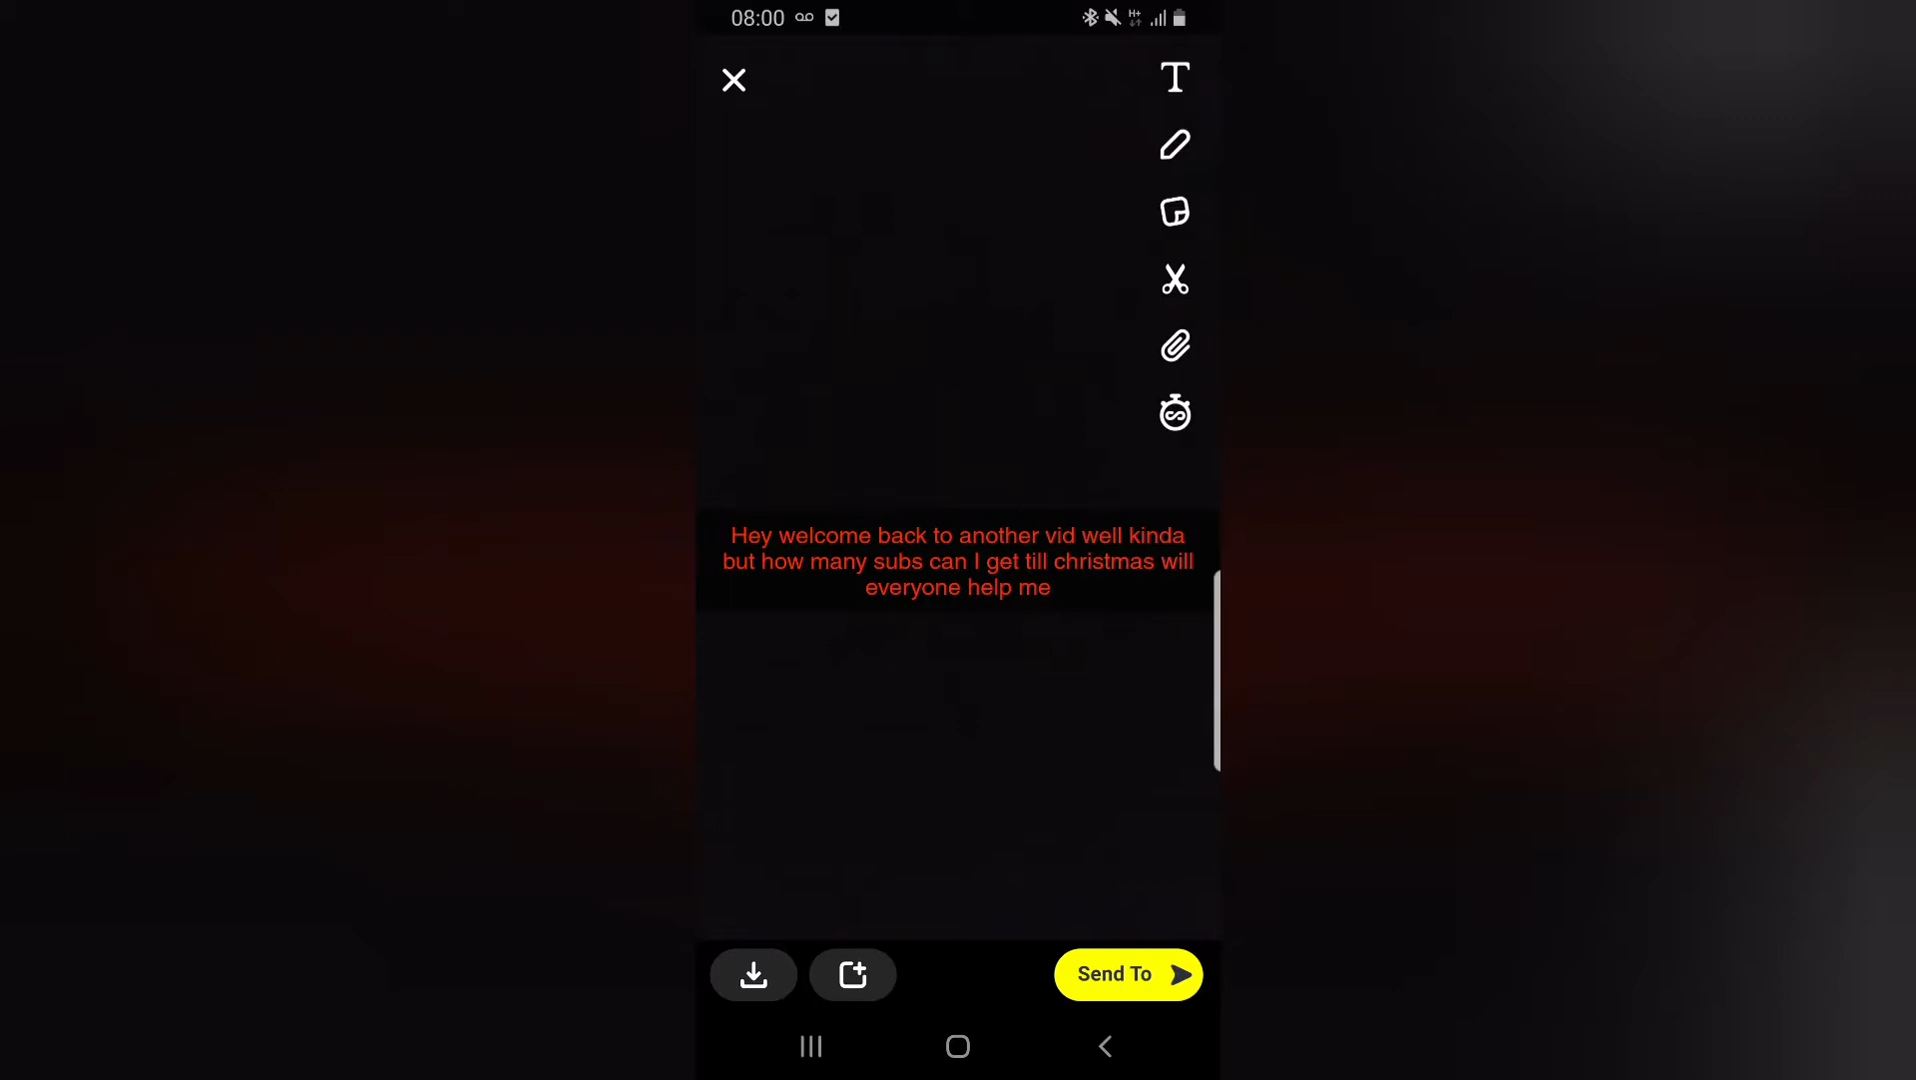 08:00
H+
T
Hey welcome back to another vid well kinda
but how many subs can I get till christmas will
everyone help me
Send To